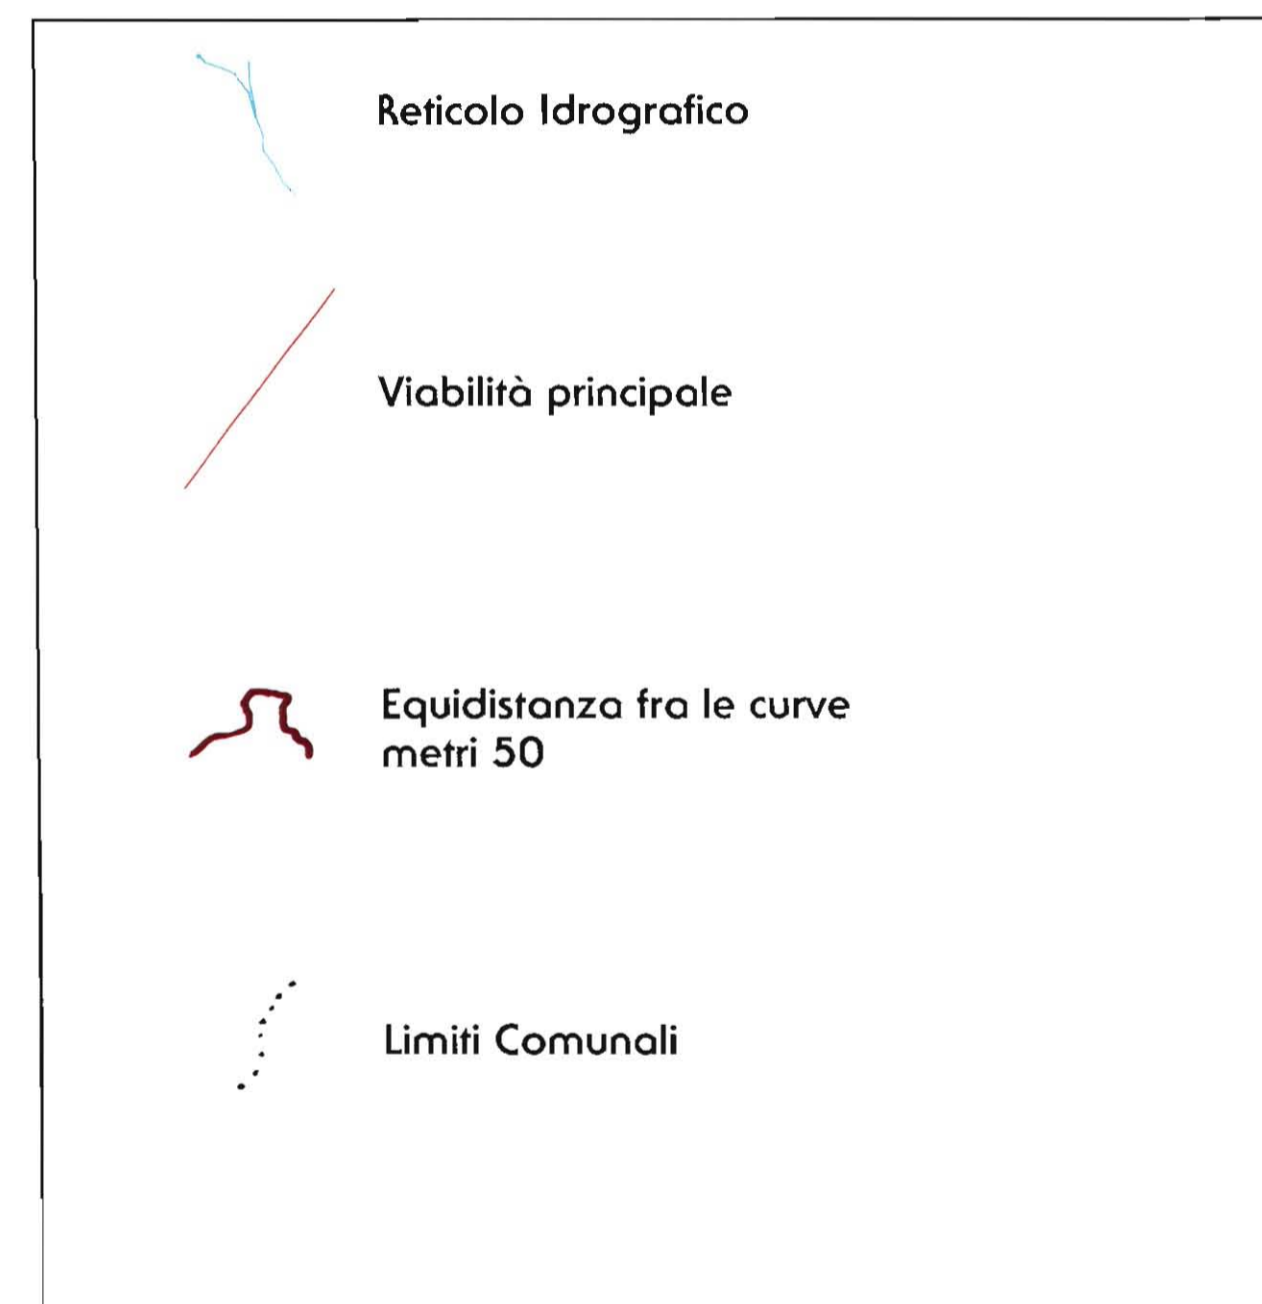 Reticolo Idrografico
Viabilità principale
Equidistanza fra le curve
metri 50
Limiti Comunali